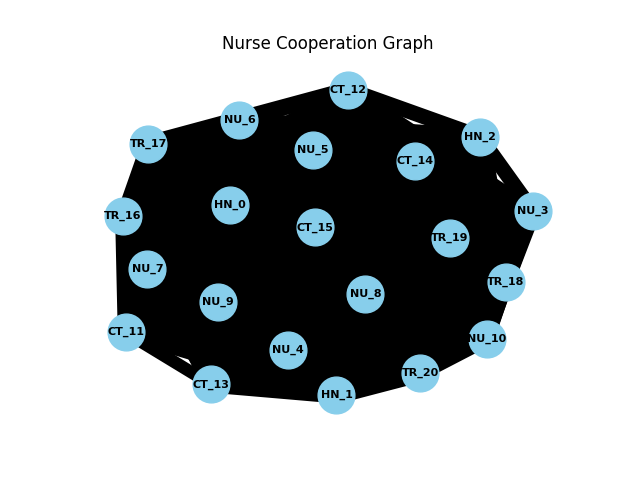 Nurse Cooperation Graph
CT_12
NU_6
HN_2
TR_17
NU_5
CT_14
HN_0
NU_3
TR_16
CT_15
TR_19
NU_7
TR_18
NU_9
NU_8
CT_11
NU_10
NU_4
TR_20
CT_13
HN_1